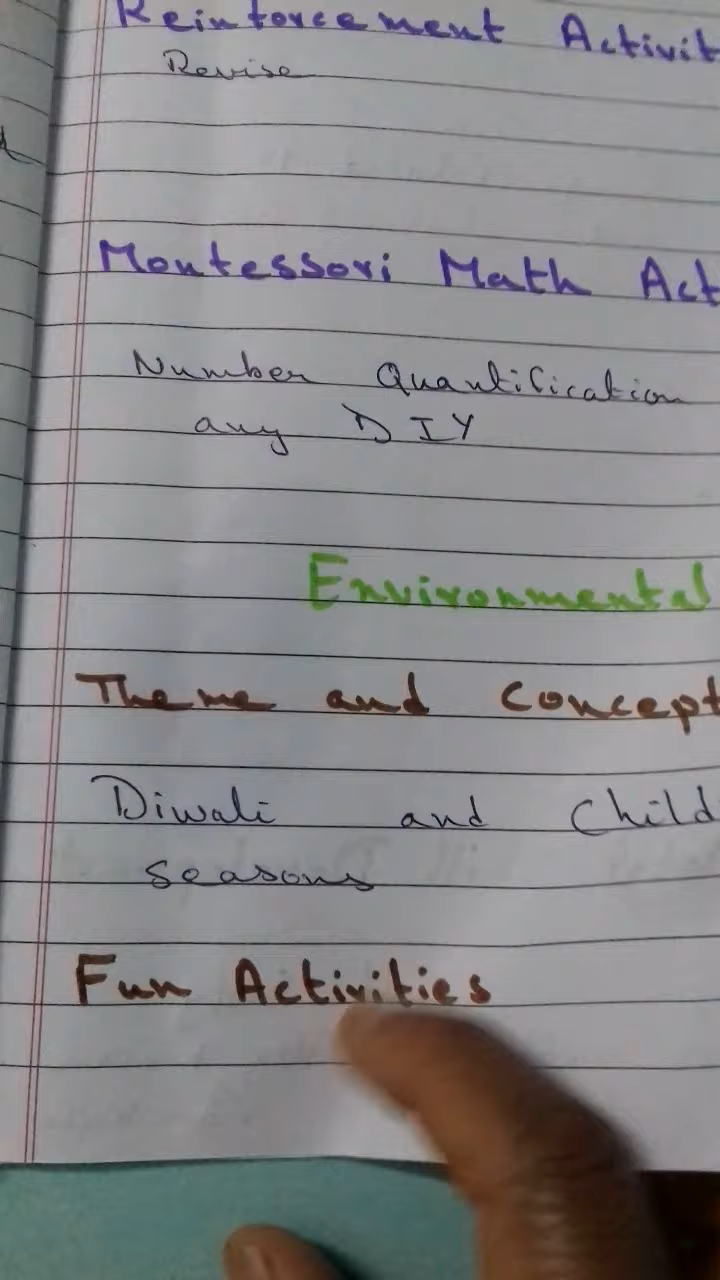 Reinforcement Activit
Revise
Montessori Math Act
Number Quantification
any DIY
Environmental
Theme and Concept
Diwali and Child
Seasons
Fun Activities